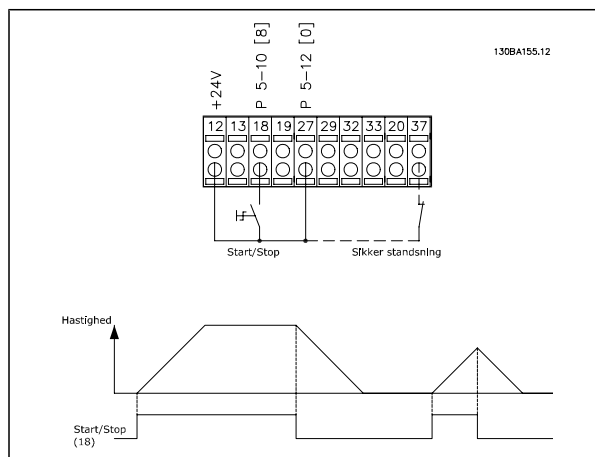 130BA155.12
+24V
P 5-10 [8]
P 5-12 [0]
12 13 18 19 27 29 32 33 20 37
Start/Stop
Sikker standsning
Hastighed
Start/Stop
(18)